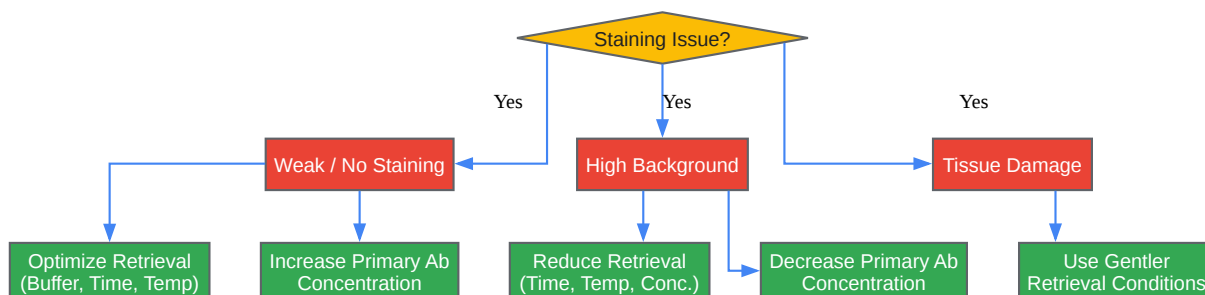 Staining Issue?
Yes
Yes
Yes
Weak / No Staining
High Background
Tissue Damage
Optimize Retrieval
(Buffer, Time, Temp)
Increase Primary Ab
Concentration
Reduce Retrieval
(Time, Temp, Conc.)
Decrease Primary Ab
Concentration
Use Gentler
Retrieval Conditions